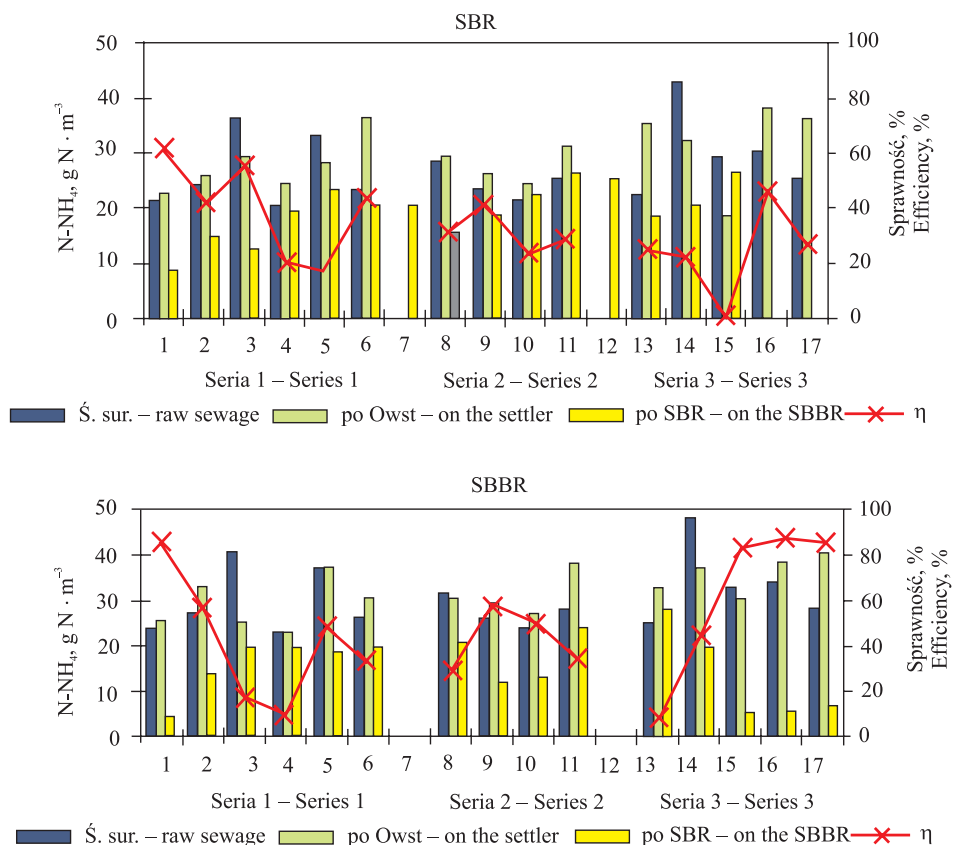 SBR
50
40
30
20
10
0
N-NH₄, g N · m⁻³
100
80
60
40
20
0
Sprawność, %
Efficiency, %
1 2 3 4 5 6 7 8 9 10 11 12 13 14 15 16 17
Seria 1 – Series 1 Seria 2 – Series 2 Seria 3 – Series 3
Ś. sur. – raw sewage po Owst – on the settler po SBR – on the SBBR η
SBBR
50
40
30
20
10
0
N-NH₄, g N · m⁻³
100
80
60
40
20
0
Sprawność, %
Efficiency, %
1 2 3 4 5 6 7 8 9 10 11 12 13 14 15 16 17
Seria 1 – Series 1 Seria 2 – Series 2 Seria 3 – Series 3
Ś. sur. – raw sewage po Owst – on the settler po SBR – on the SBBR η